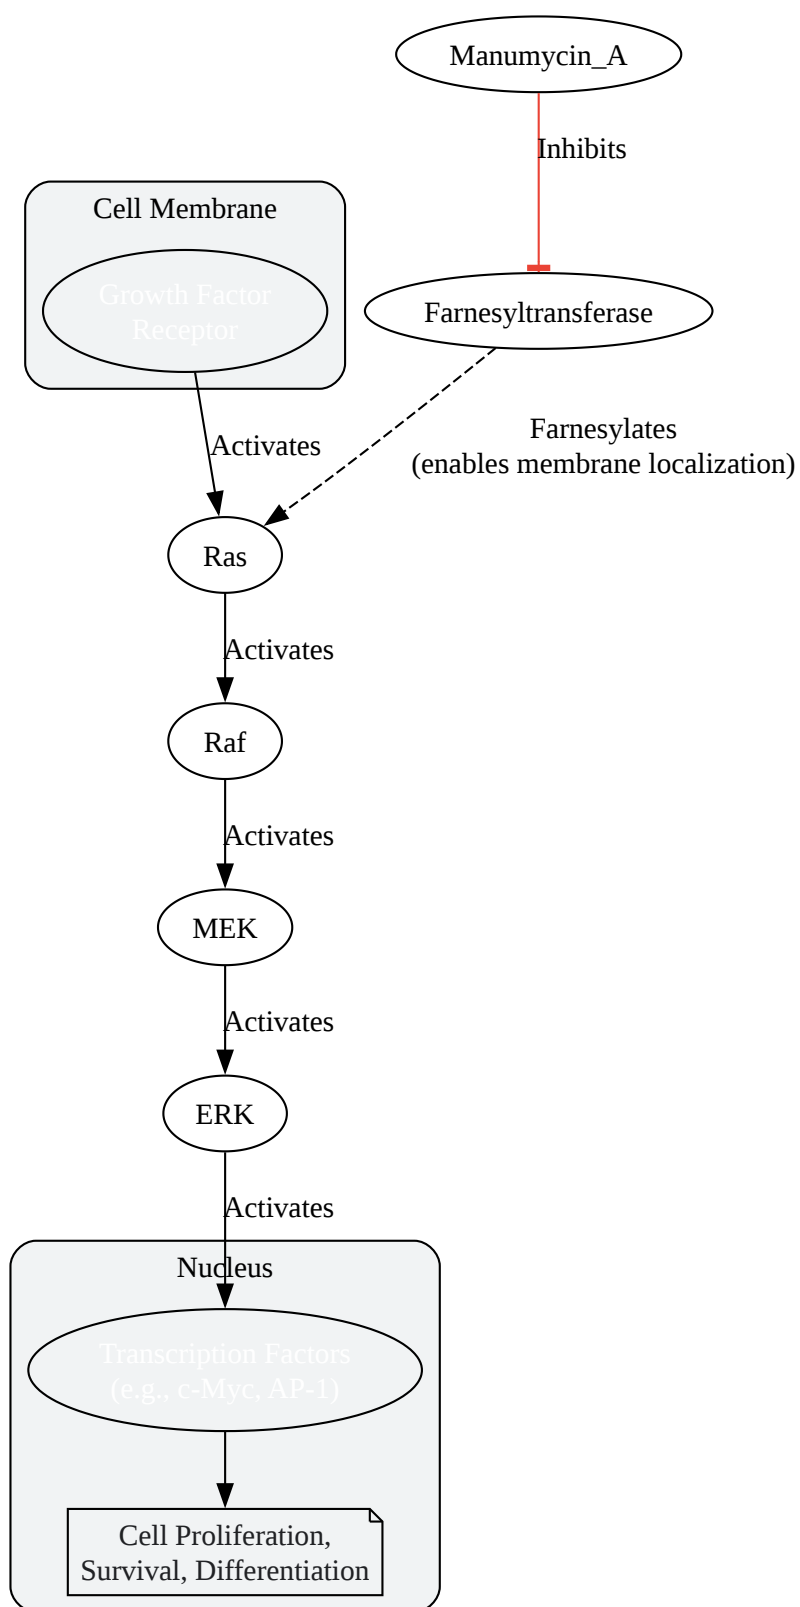 Manumycin_A
Inhibits
Cell Membrane
Growth Factor
Receptor
Farnesyltransferase
Activates
Farnesylates
(enables membrane localization)
Ras
Activates
Raf
Activates
MEK
Activates
ERK
Activates
Nucleus
Transcription Factors
(e.g., c-Myc, AP-1)
Cell Proliferation,
Survival, Differentiation